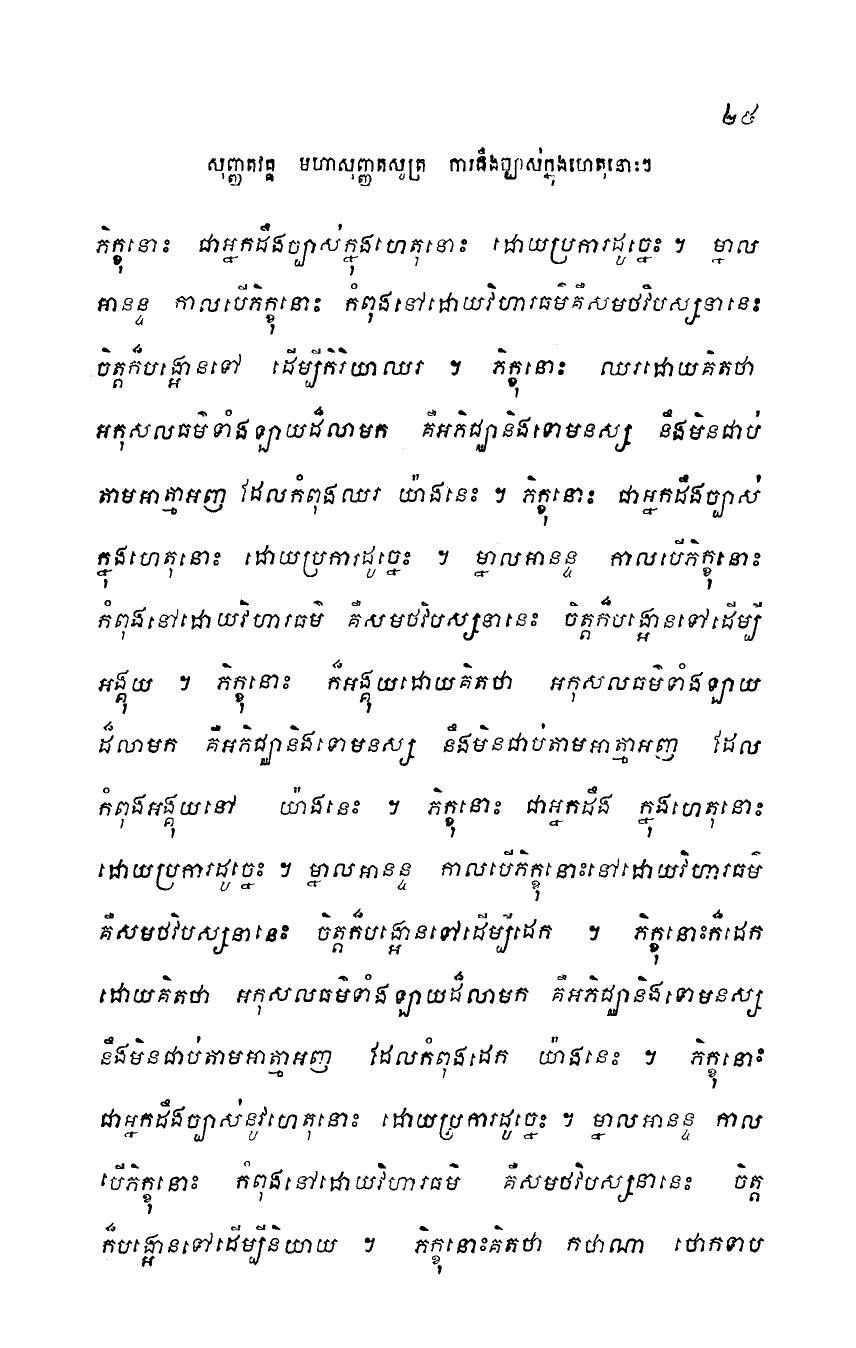 ២៥
សុញ្ញតវគ្គ មហាសុញ្ញតសូត្រ ការដឹងច្បាស់ក្នុងហេតុនោះៗ
ភិក្ខុនោះ ជាអ្នកដឹងច្បាស់ក្នុងហេតុនោះ ដោយប្រការដូច្នេះ ។ ម្នាល
អានន្ទ កាលបើភិក្ខុនោះ កំពុងនៅដោយវិហារធម៌គឺសមថវិបស្សនានេះ
ចិត្តក៏បង្អោនទៅ ដើម្បីកិរិយាឈរ ។ ភិក្ខុនោះ ឈរដោយគិតថា
អកុសលធម៌ទាំងឡាយដ៏លាមក គឺអភិជ្ឈានិងទោមនស្ស នឹងមិនជាប់
តាមអាត្មាអញ ដែលកំពុងឈរ យ៉ាងនេះ ។ ភិក្ខុនោះ ជាអ្នកដឹងច្បាស់
ក្នុងហេតុនោះ ដោយប្រការដូច្នេះ ។ ម្នាលអានន្ទ កាលបើភិក្ខុនោះ
កំពុងនៅដោយវិហារធម៌ គឺសមថវិបស្សនានេះ ចិត្តក៏បង្អោនទៅដើម្បី
អង្គុយ ។ ភិក្ខុនោះ ក៏អង្គុយដោយគិតថា អកុសលធម៌ទាំងឡាយ
ដ៏លាមក គឺអភិជ្ឈានិងទោមនស្ស នឹងមិនជាប់តាមអាត្មាអញ ដែល
កំពុងអង្គុយនៅ យ៉ាងនេះ ។ ភិក្ខុនោះ ជាអ្នកដឹង ក្នុងហេតុនោះ
ដោយប្រការដូច្នេះ ។ ម្នាលអានន្ទ កាលបើភិក្ខុនោះនៅដោយវិហារធម៌
គឺសមថវិបស្សនានេះ ចិត្តក៏បង្អោនទៅដើម្បីដេក ។ ភិក្ខុនោះក៏ដេក
ដោយគិតថា អកុសលធម៌ទាំងឡាយដ៏លាមក គឺអភិជ្ឈានិងទោមនស្ស
នឹងមិនជាប់តាមអាត្មាអញ ដែលកំពុងដេក យ៉ាងនេះ ។ ភិក្ខុនោះ
ជាអ្នកដឹងច្បាស់នូវហេតុនោះ ដោយប្រការដូច្នេះ ។ ម្នាលអានន្ទ កាល
បើភិក្ខុនោះ កំពុងនៅដោយវិហារធម៌ គឺសមថវិបស្សនានេះ ចិត្ត
ក៏បង្អោនទៅដើម្បីនិយាយ ។ ភិក្ខុនោះគិតថា កថាណា ថោកទាប